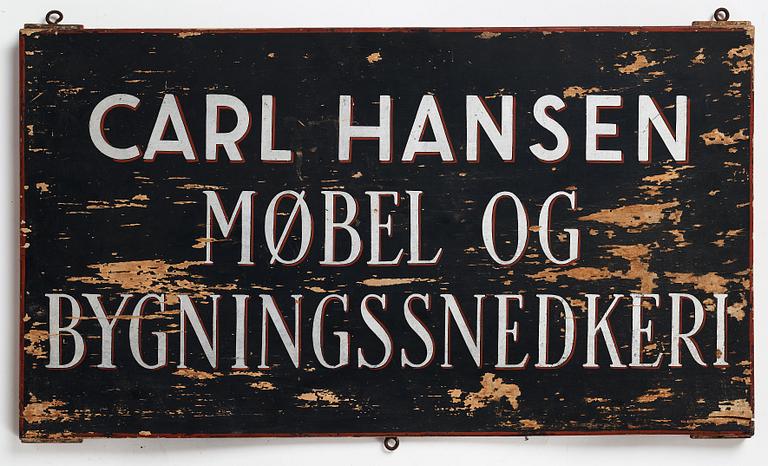 CARL HANSEN
MØBEL OG
BYGNINGSSNEDKERI